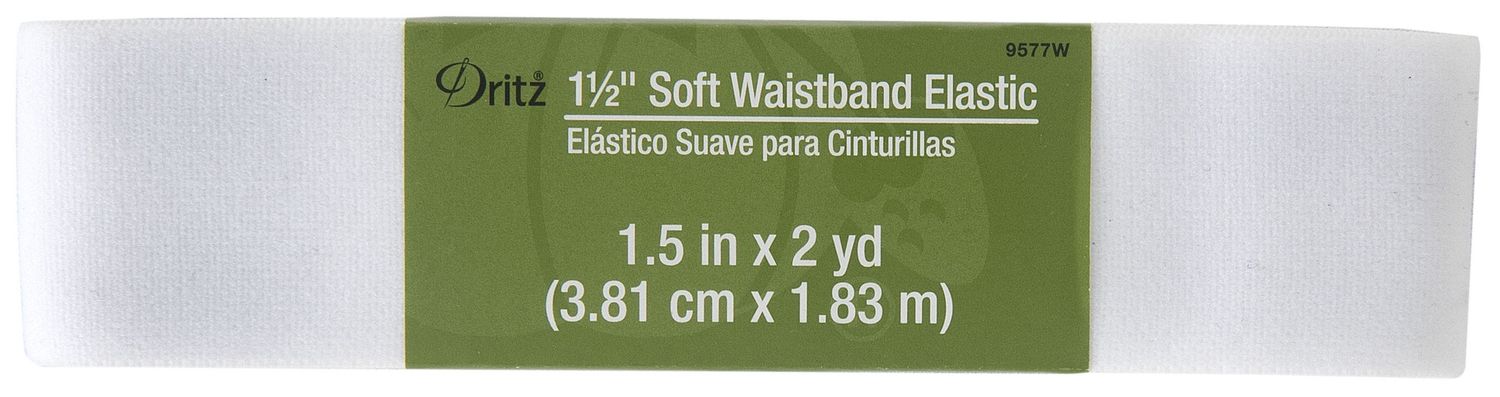 9577W
Dritz® 1½" Soft Waistband Elastic
Elástico Suave para Cinturillas
1.5 in x 2 yd
(3.81 cm x 1.83 m)